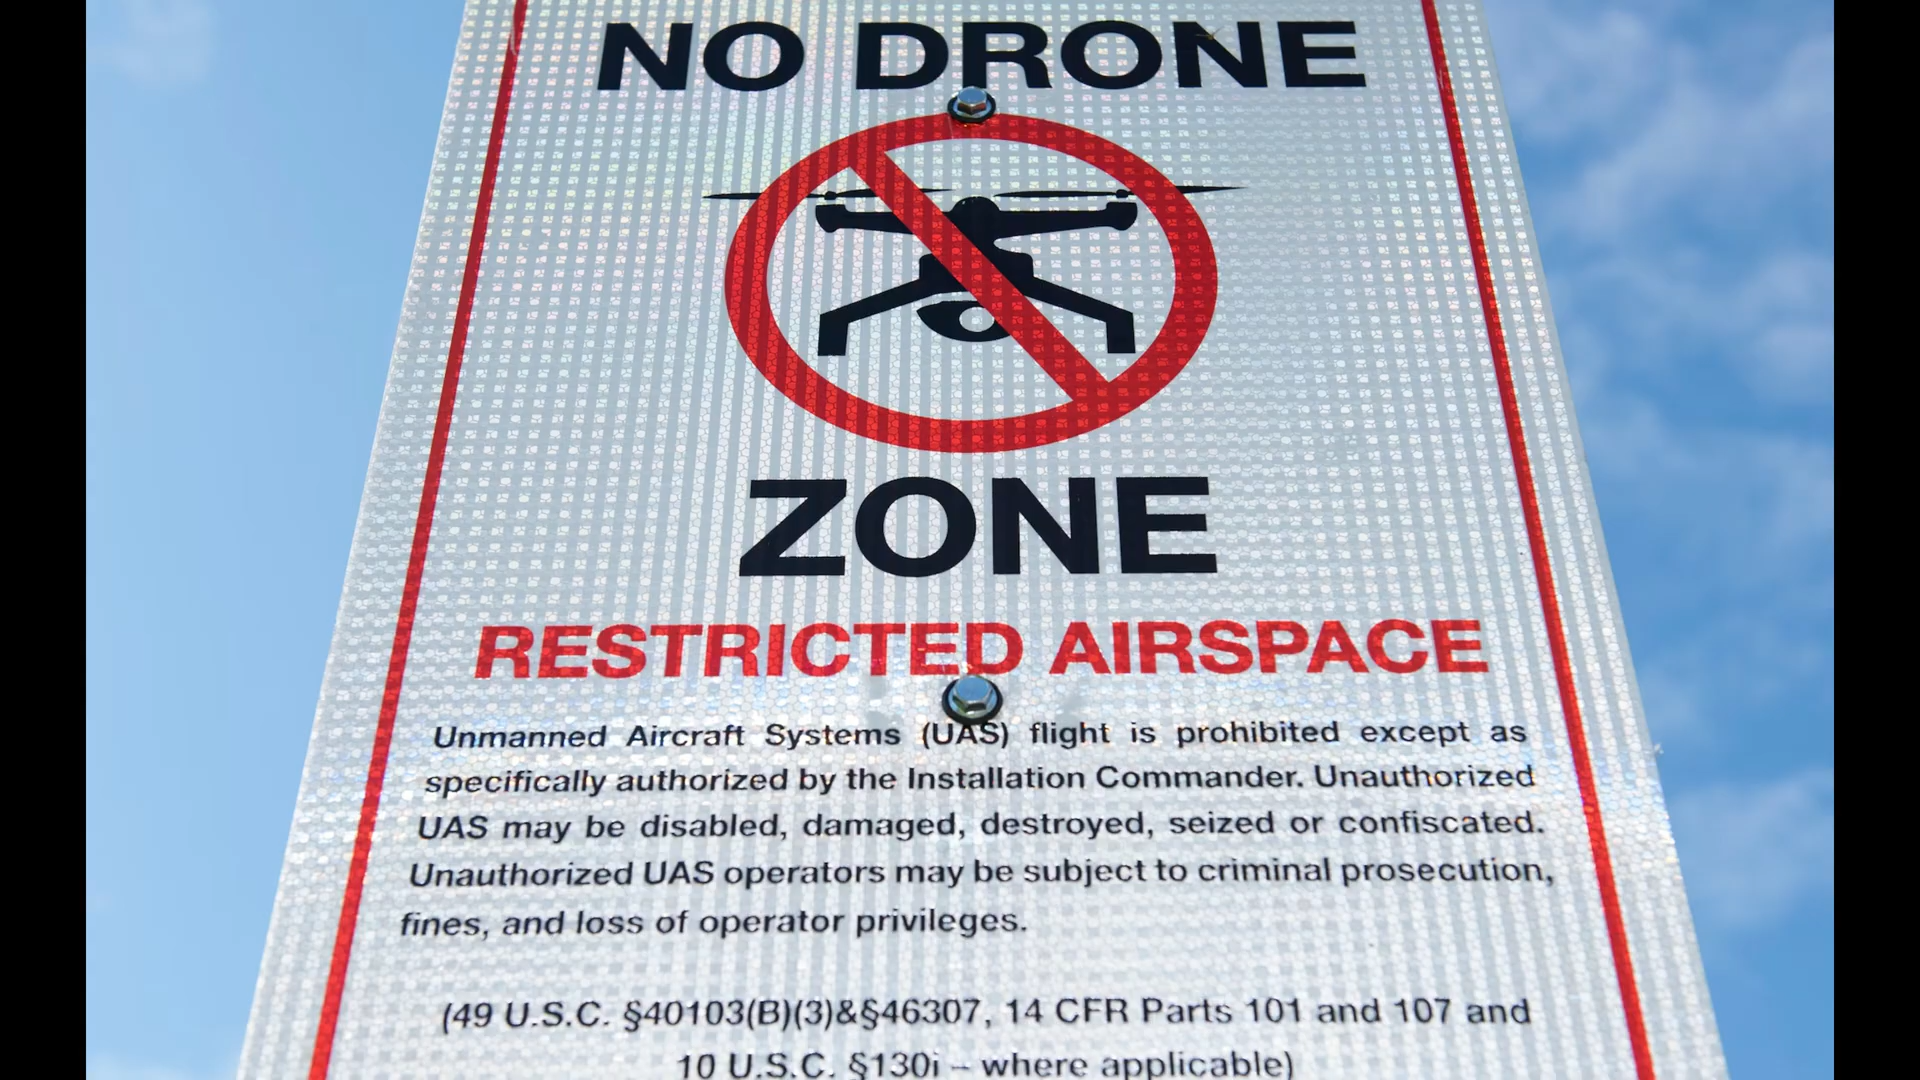 NO DRONE
ZONE
RESTRICTED AIRSPACE
Unmanned Aircraft Systems (UAS) flight is prohibited except as
specifically authorized by the Installation Commander. Unauthorized
UAS may be disabled, damaged, destroyed, seized or confiscated.
Unauthorized UAS operators may be subject to criminal prosecution,
fines, and loss of operator privileges.
(49 U.S.C. §40103(B)(3)&§46307, 14 CFR Parts 101 and 107 and
10 U.S.C. §130i – where applicable)